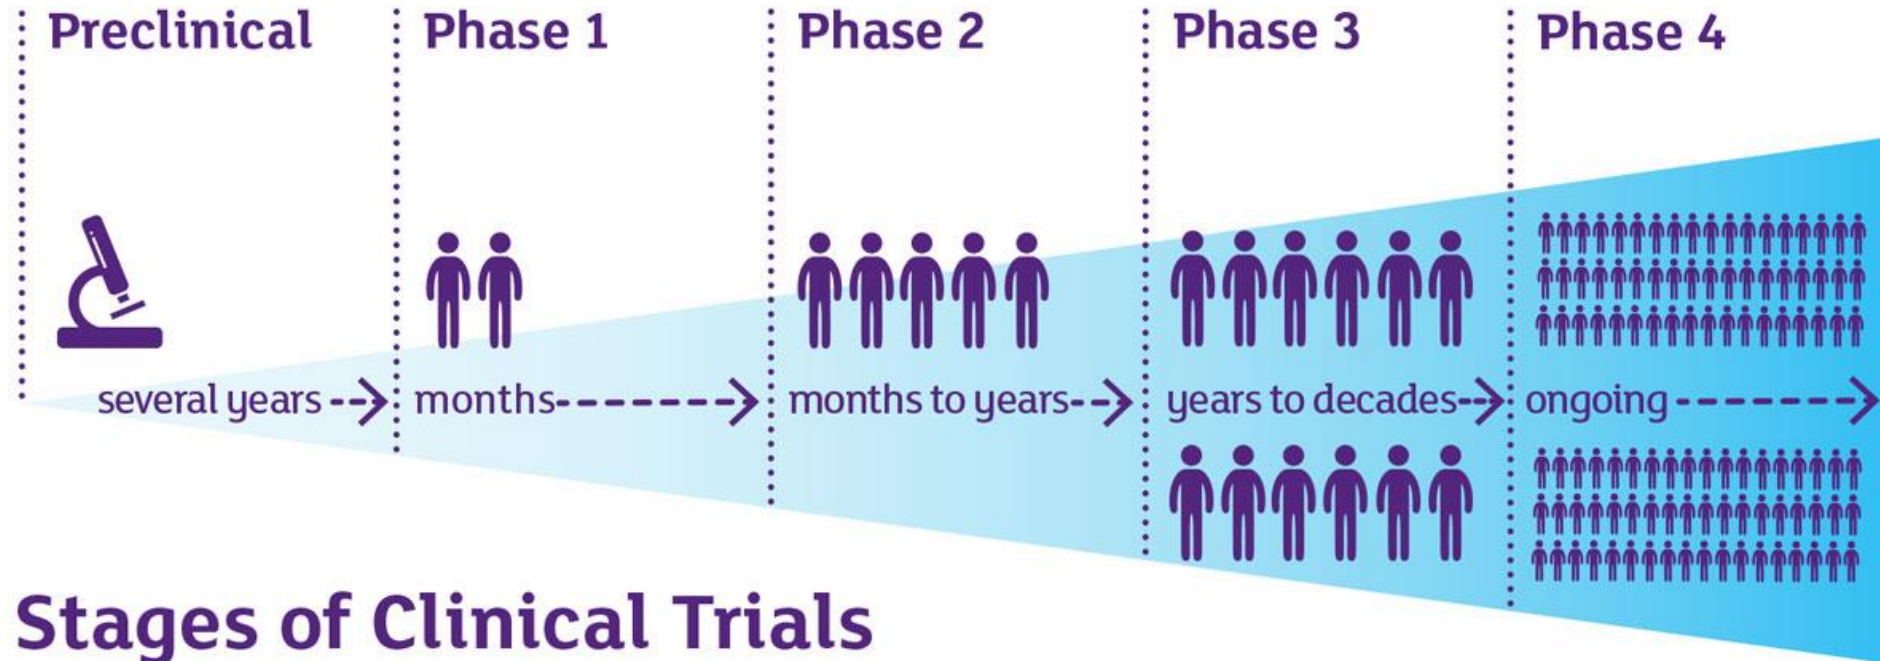 Preclinical
Phase 1
Phase 2
Phase 3
Phase 4
several years
months
months to years
years to decades
ongoing
Stages of Clinical Trials